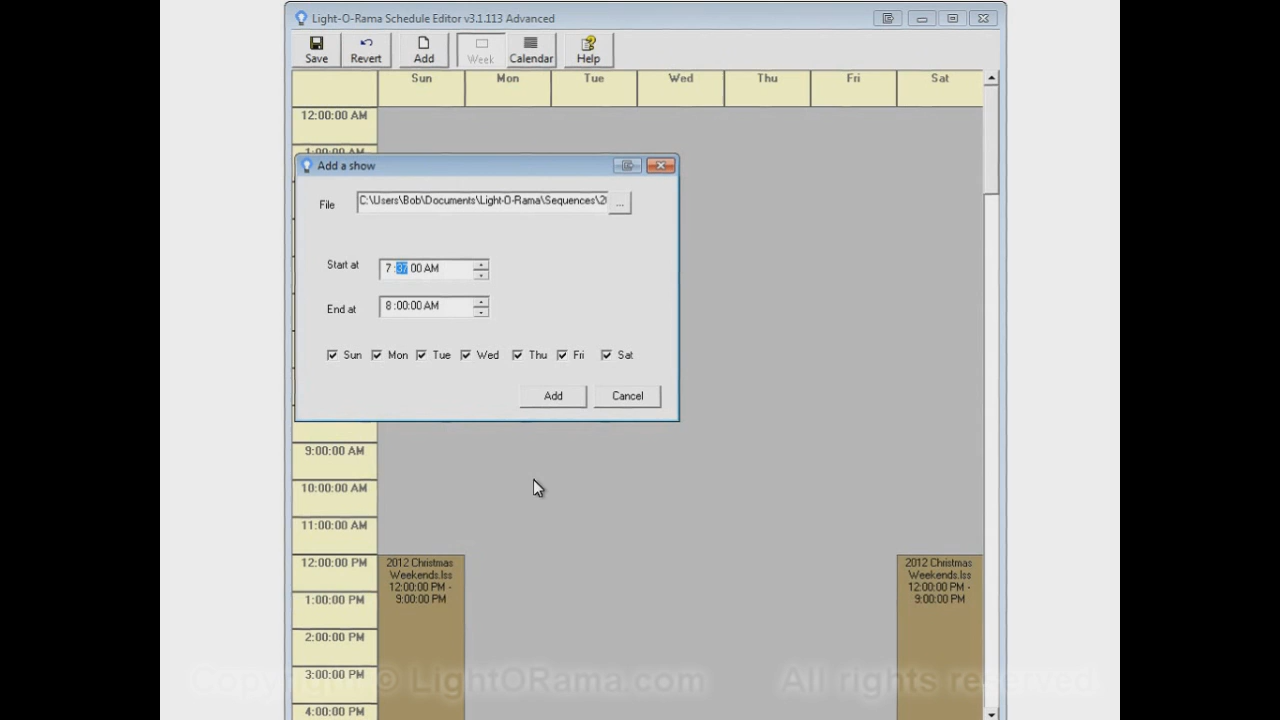 Light-O-Rama Schedule Editor v3.1.113 Advanced
Save Revert Add Week Calendar Help
Sun Mon Tue Wed Thu Fri Sat
12:00:00 AM
1:00:00 AM
Add a show
File C:\Users\Bob\Documents\Light-O-Rama\Sequences\2 ...
Start at 7:37:00 AM
End at 8:00:00 AM
Sun Mon Tue Wed Thu Fri Sat
Add Cancel
9:00:00 AM
10:00:00 AM
11:00:00 AM
12:00:00 PM
2012 Christmas
Weekends.lss
12:00:00 PM -
9:00:00 PM
2012 Christmas
Weekends.lss
12:00:00 PM -
9:00:00 PM
1:00:00 PM
2:00:00 PM
3:00:00 PM
4:00:00 PM
Copyright © LightORama.com All rights reserved